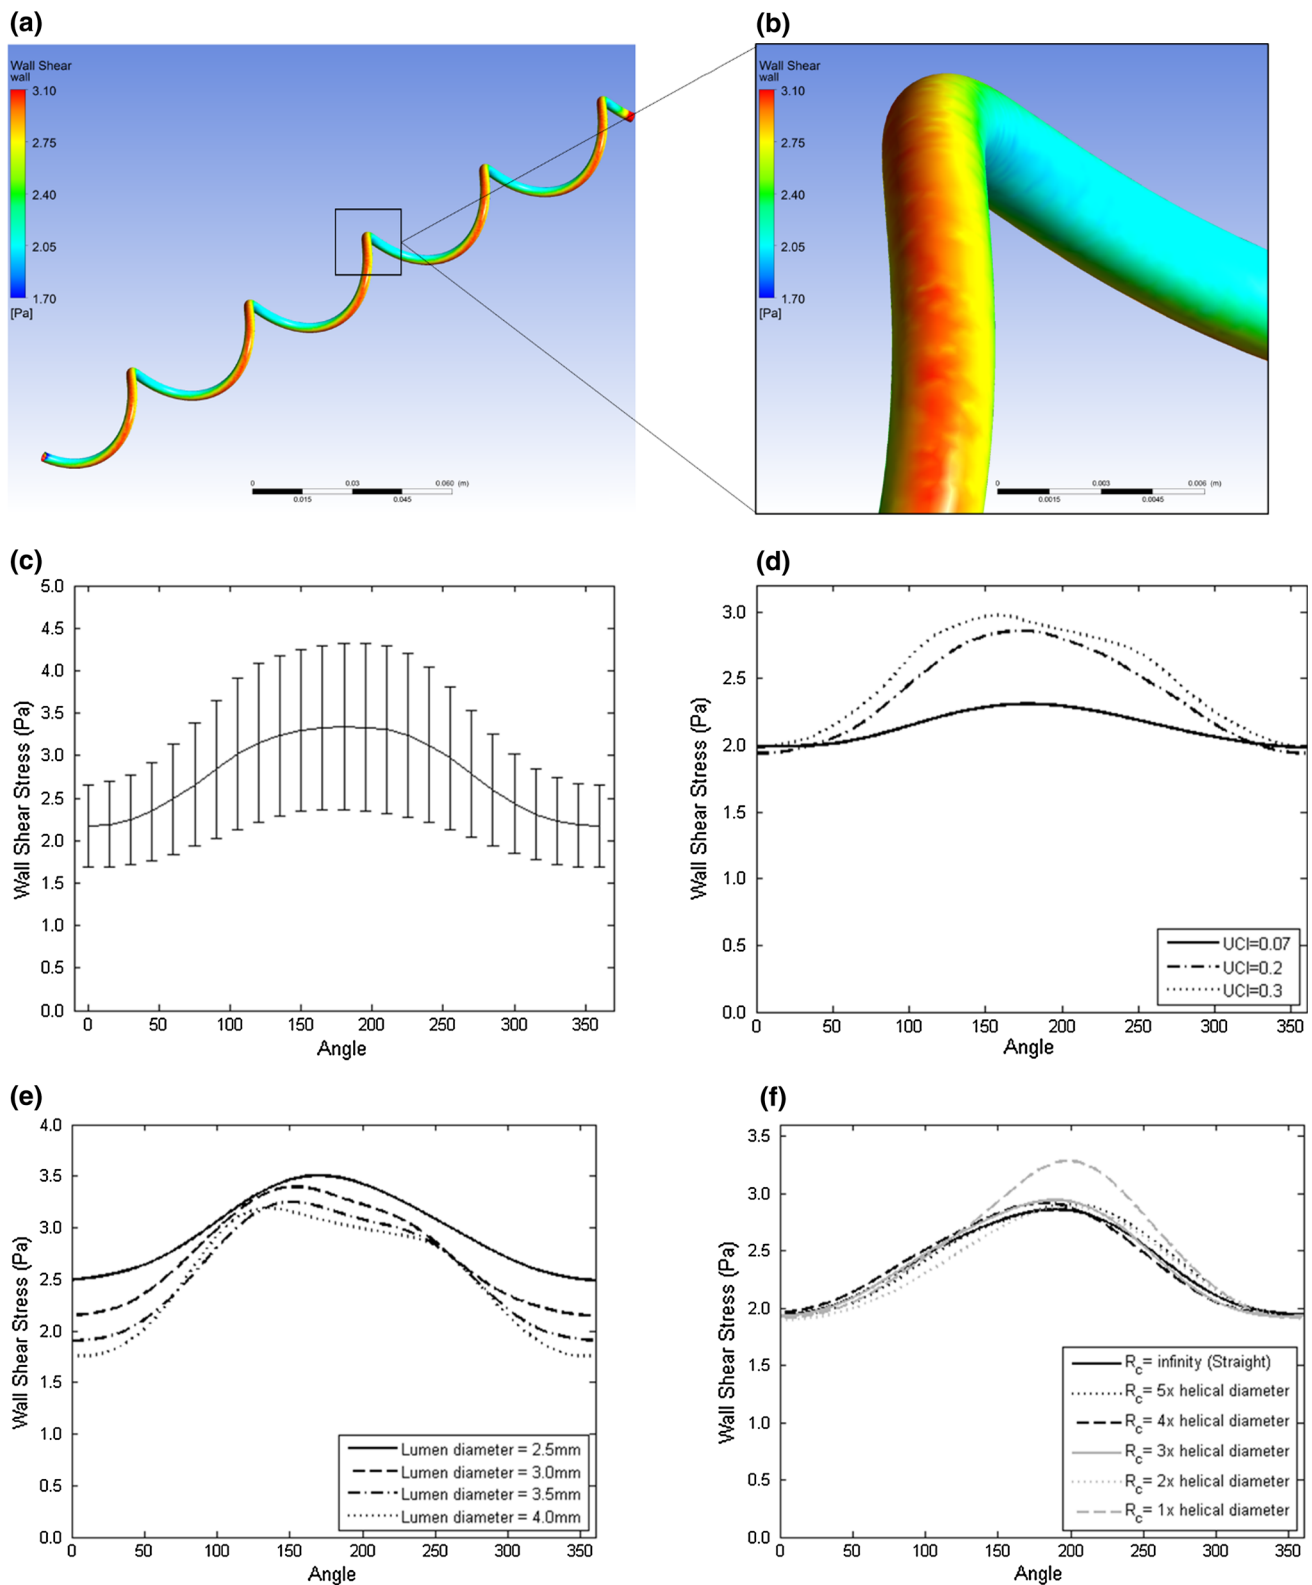 (a)
Wall Shear
wall
3.10
2.75
2.40
2.05
1.70
[Pa]
0 0.03 0.060 (m)
0.015 0.045
(b)
Wall Shear
wall
3.10
2.75
2.40
2.05
1.70
[Pa]
0 0.003 0.006 (m)
0.0015 0.0045
(c)
Wall Shear Stress (Pa)
5.0
4.5
4.0
3.5
3.0
2.5
2.0
1.5
1.0
0.5
0.0
0 50 100 150 200 250 300 350
Angle
(d)
Wall Shear Stress (Pa)
3.0
2.5
2.0
1.5
1.0
0.5
0.0
UCI=0.07
UCI=0.2
UCI=0.3
0 50 100 150 200 250 300 350
Angle
(e)
Wall Shear Stress (Pa)
4.0
3.5
3.0
2.5
2.0
1.5
1.0
0.5
0.0
Lumen diameter = 2.5mm
Lumen diameter = 3.0mm
Lumen diameter = 3.5mm
Lumen diameter = 4.0mm
0 50 100 150 200 250 300 350
Angle
(f)
Wall Shear Stress (Pa)
3.5
3.0
2.5
2.0
1.5
1.0
0.5
0.0
Rc= infinity (Straight)
Rc= 5x helical diameter
Rc= 4x helical diameter
Rc= 3x helical diameter
Rc= 2x helical diameter
Rc= 1x helical diameter
0 50 100 150 200 250 300 350
Angle